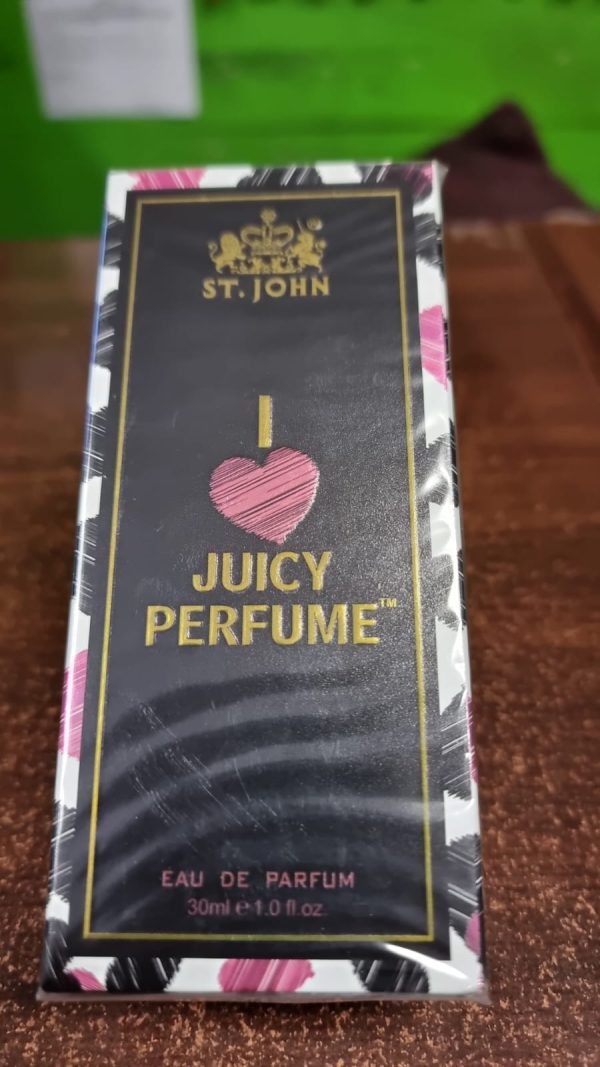 ST. JOHN
I
JUICY
PERFUME™
EAU DE PARFUM
30ml e 1.0 fl.oz.